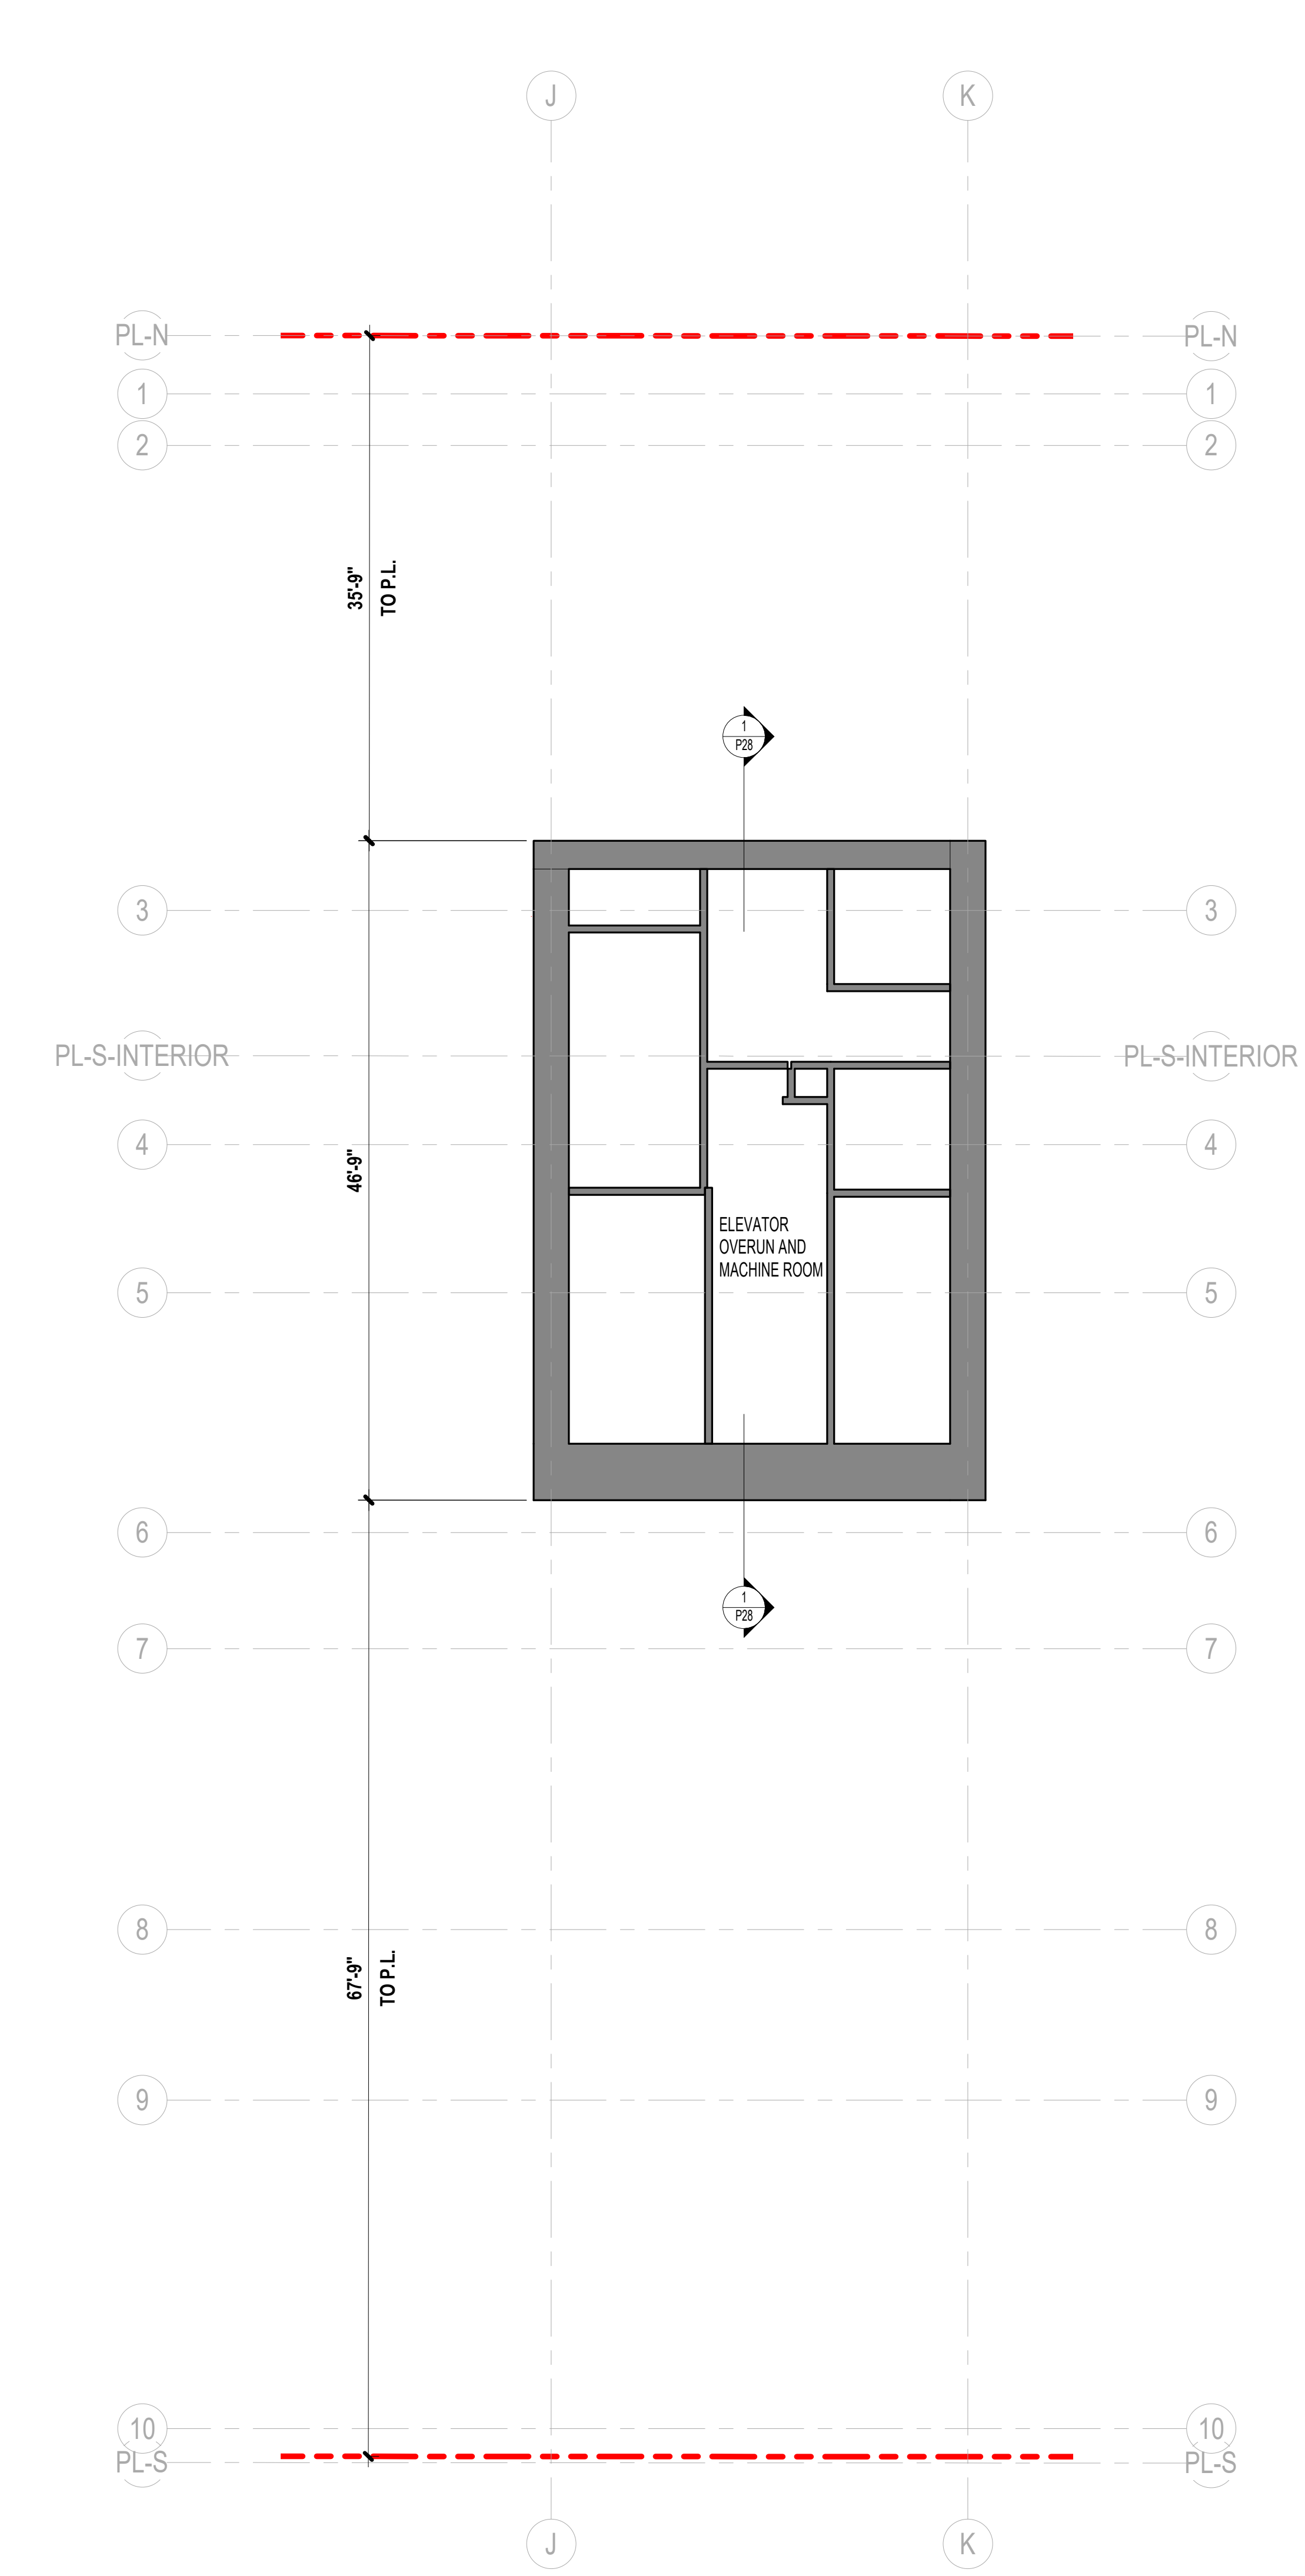 J K
PL-N PL-N
1 1
2 2
35'-9"
TO P.L.
1
P28
3 3
PL-S-INTERIOR PL-S-INTERIOR
4 4
46'-9"
ELEVATOR
OVERUN AND
MACHINE ROOM
5 5
6 6
1
P28
7 7
8 8
67'-9"
TO P.L.
9 9
10 10
PL-S PL-S
J K